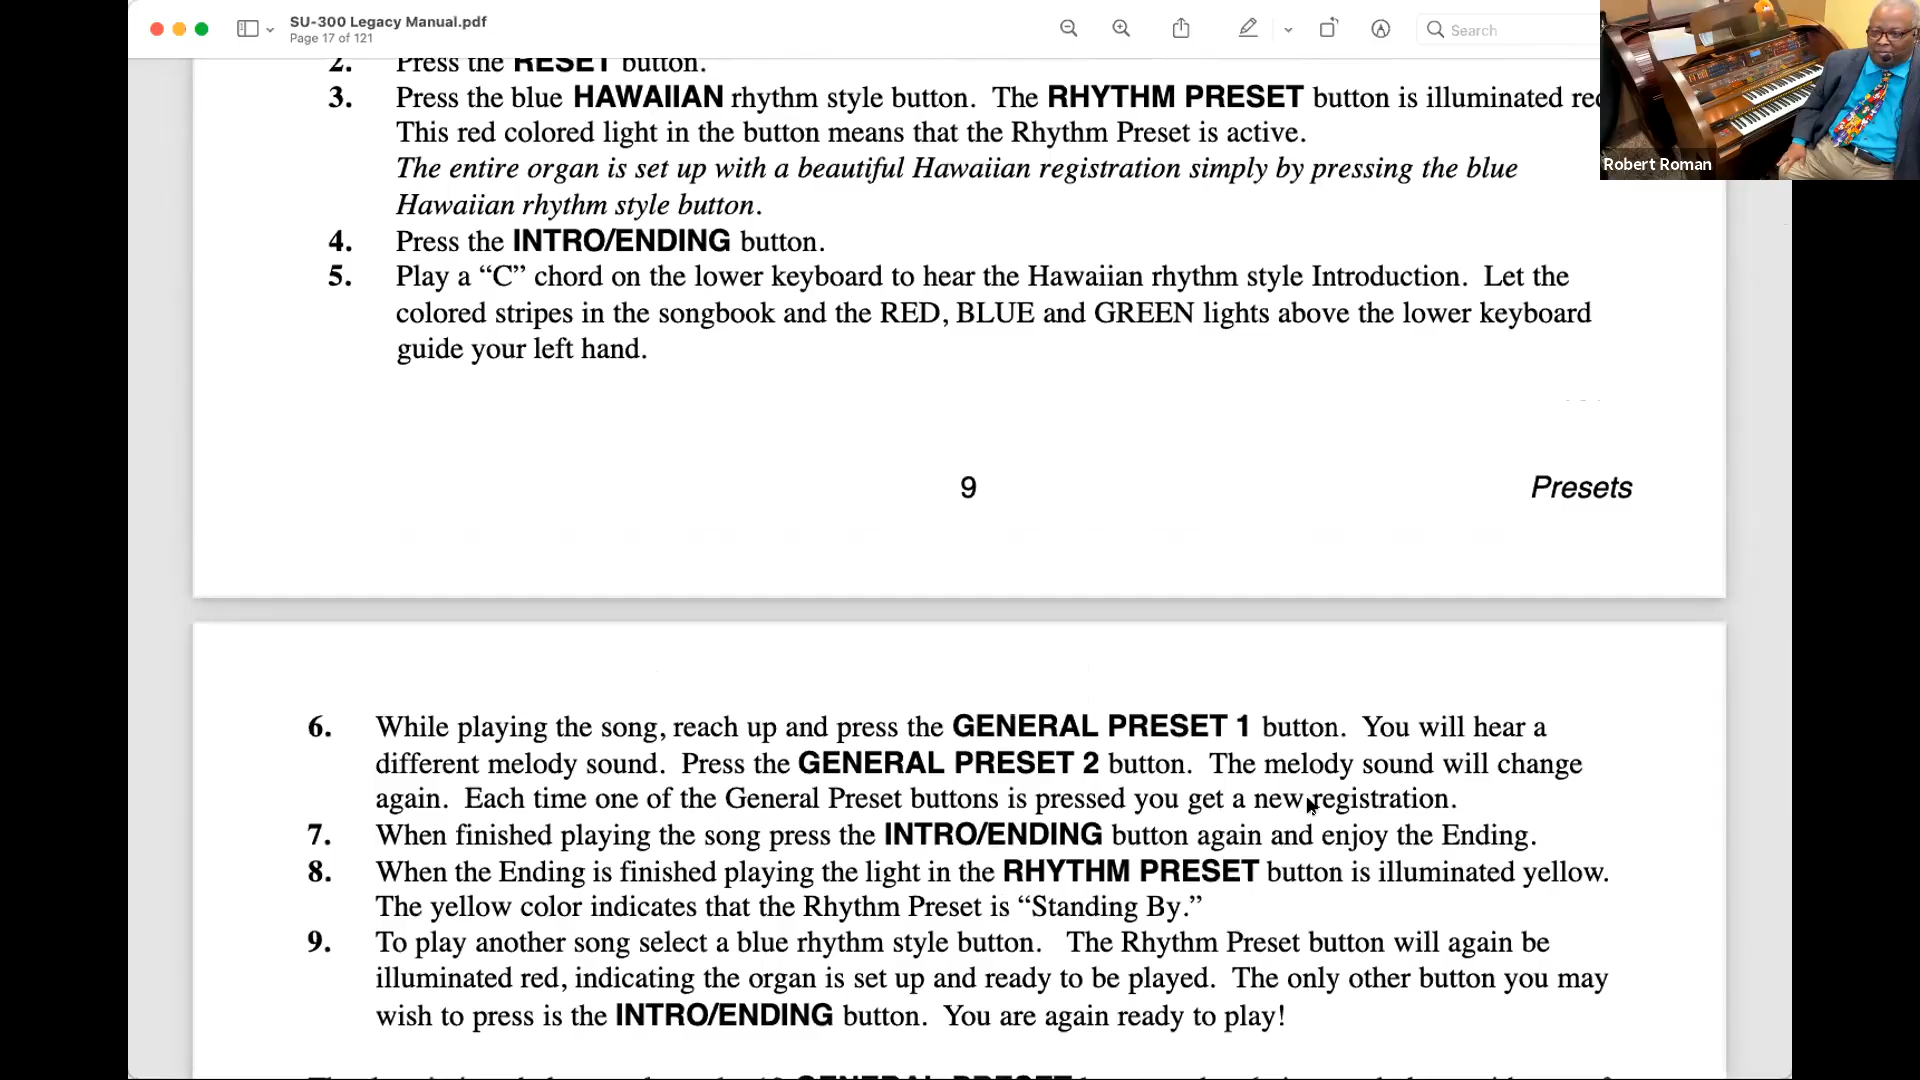 SU-300 Legacy Manual.pdf
Page 17 of 121
Search
Robert Roman
2. Press the RESET button.
3. Press the blue HAWAIIAN rhythm style button. The RHYTHM PRESET button is illuminated red
This red colored light in the button means that the Rhythm Preset is active.
The entire organ is set up with a beautiful Hawaiian registration simply by pressing the blue
Hawaiian rhythm style button.
4. Press the INTRO/ENDING button.
5. Play a “C” chord on the lower keyboard to hear the Hawaiian rhythm style Introduction. Let the
colored stripes in the songbook and the RED, BLUE and GREEN lights above the lower keyboard
guide your left hand.
9 Presets
6. While playing the song, reach up and press the GENERAL PRESET 1 button. You will hear a
different melody sound. Press the GENERAL PRESET 2 button. The melody sound will change
again. Each time one of the General Preset buttons is pressed you get a new registration.
7. When finished playing the song press the INTRO/ENDING button again and enjoy the Ending.
8. When the Ending is finished playing the light in the RHYTHM PRESET button is illuminated yellow.
The yellow color indicates that the Rhythm Preset is “Standing By.”
9. To play another song select a blue rhythm style button. The Rhythm Preset button will again be
illuminated red, indicating the organ is set up and ready to be played. The only other button you may
wish to press is the INTRO/ENDING button. You are again ready to play!
GENERAL PRESET